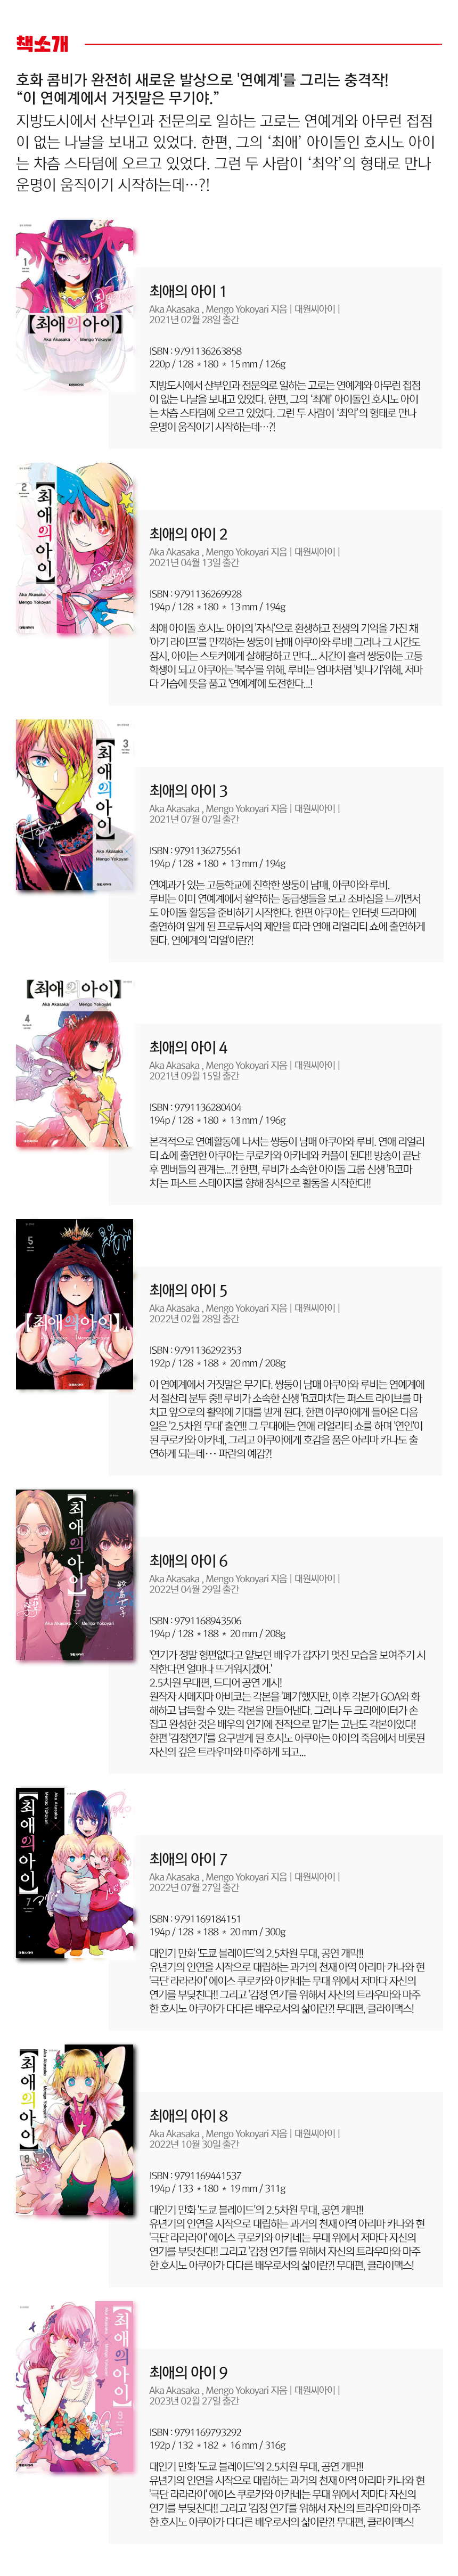 책소개
호화 콤비가 완전히 새로운 발상으로 '연예계'를 그리는 충격작!
“이 연예계에서 거짓말은 무기야.”
지방도시에서 산부인과 전문의로 일하는 고로는 연예계와 아무런 접점
이 없는 나날을 보내고 있었다. 한편, 그의 ‘최애’ 아이돌인 호시노 아이
는 차츰 스타덤에 오르고 있었다. 그런 두 사람이 ‘최악’의 형태로 만나
운명이 움직이기 시작하는데…?!
1
【최애의아이】
Aka Akasaka × Mengo Yokoyari
최애의 아이 1
Aka Akasaka , Mengo Yokoyari 지음 | 대원씨아이 |
2021년 02월 28일 출간
ISBN : 9791136263858
220p / 128 * 180 * 15 mm / 126g
지방도시에서 산부인과 전문의로 일하는 고로는 연예계와 아무런 접점
이 없는 나날을 보내고 있었다. 한편, 그의 ‘최애’ 아이돌인 호시노 아이
는 차츰 스타덤에 오르고 있었다. 그런 두 사람이 ‘최악’의 형태로 만나
운명이 움직이기 시작하는데…?!
2
【최애의아이】
Aka Akasaka ×
Mengo Yokoyari
최애의 아이 2
Aka Akasaka , Mengo Yokoyari 지음 | 대원씨아이 |
2021년 04월 13일 출간
ISBN : 9791136269928
194p / 128 * 180 * 13 mm / 194g
최애 아이돌 호시노 아이의 '자식'으로 환생하고 전생의 기억을 가진 채
'아기 라이프'를 만끽하는 쌍둥이 남매 아쿠아와 루비! 그러나 그 시간도
잠시, 아이는 스토커에게 살해당하고 만다... 시간이 흘러 쌍둥이는 고등
학생이 되고 아쿠아는 '복수'를 위해, 루비는 엄마처럼 '빛나기'위해, 저마
다 가슴에 뜻을 품고 '연예계'에 도전한다...!
3
【최애의아이】
Aka Akasaka ×
Mengo Yokoyari
최애의 아이 3
Aka Akasaka , Mengo Yokoyari 지음 | 대원씨아이 |
2021년 07월 07일 출간
ISBN : 9791136275561
194p / 128 * 180 * 13 mm / 194g
연예과가 있는 고등학교에 진학한 쌍둥이 남매, 아쿠아와 루비.
루비는 이미 연예계에서 활약하는 동급생들을 보고 조바심을 느끼면서
도 아이돌 활동을 준비하기 시작한다. 한편 아쿠아는 인터넷 드라마에
출연하여 알게 된 프로듀서의 제안을 따라 연애 리얼리티 쇼에 출연하게
된다. 연예계의 '리얼'이란?!
【최애의아이】
Aka Akasaka Mengo Yokoyari
4
최애의 아이 4
Aka Akasaka , Mengo Yokoyari 지음 | 대원씨아이 |
2021년 09월 15일 출간
ISBN : 9791136280404
194p / 128 * 180 * 13 mm / 196g
본격적으로 연예활동에 나서는 쌍둥이 남매 아쿠아와 루비. 연애 리얼리
티 쇼에 출연한 아쿠아는 쿠로카와 아카네와 커플이 된다!! 방송이 끝난
후 멤버들의 관계는...?! 한편, 루비가 소속한 아이돌 그룹 신생 'B코마
치'는 퍼스트 스테이지를 향해 정식으로 활동을 시작한다!!
5
【최애의아이】
최애의 아이 5
Aka Akasaka , Mengo Yokoyari 지음 | 대원씨아이 |
2022년 02월 28일 출간
ISBN : 9791136292353
192p / 128 * 188 * 20 mm / 208g
이 연예계에서 거짓말은 무기다. 쌍둥이 남매 아쿠아와 루비는 연예계에
서 절찬리 분투 중!! 루비가 소속한 신생 'B코마치'는 퍼스트 라이브를 마
치고 앞으로의 활약에 기대를 받게 된다. 한편 아쿠아에게 들어온 다음
일은 '2.5차원 무대' 출연!! 그 무대에는 연애 리얼리티 쇼를 하며 '연인'이
된 쿠로카와 아카네, 그리고 아쿠아에게 호감을 품은 아리마 카나도 출
연하게 되는데··· 파란의 예감?!
【최애의아이】
6
Aka Akasaka × Mengo Yokoyari
최애의 아이 6
Aka Akasaka , Mengo Yokoyari 지음 | 대원씨아이 |
2022년 04월 29일 출간
ISBN : 9791168943506
194p / 128 * 188 * 20 mm / 208g
'연기가 정말 형편없다고 얕보던 배우가 갑자기 멋진 모습을 보여주기 시
작한다면 얼마나 뜨거워지겠어.'
2.5차원 무대편, 드디어 공연 개시!
원작자 사메지마 아비코는 각본을 '폐기'했지만, 이후 각본가 GOA와 화
해하고 납득할 수 있는 각본을 만들어낸다. 그러나 두 크리에이터가 손
잡고 완성한 것은 배우의 연기에 전적으로 맡기는 고난도 각본이었다!
한편 '감정연기'를 요구받게 된 호시노 아쿠아는 아이의 죽음에서 비롯된
자신의 깊은 트라우마와 마주하게 되고...
【최애의아이】
Aka Akasaka ×
Mengo Yokoyari
7
최애의 아이 7
Aka Akasaka , Mengo Yokoyari 지음 | 대원씨아이 |
2022년 07월 27일 출간
ISBN : 9791169184151
194p / 128 * 188 * 20 mm / 300g
대인기 만화 '도쿄 블레이드'의 2.5차원 무대, 공연 개막!!
유년기의 인연을 시작으로 대립하는 과거의 천재 아역 아리마 카나와 현
'극단 라라라이' 에이스 쿠로카와 아카네는 무대 위에서 저마다 자신의
연기를 부딪친다!! 그리고 '감정 연기'를 위해서 자신의 트라우마와 마주
한 호시노 아쿠아가 다다른 배우로서의 삶이란?! 무대편, 클라이맥스!
【최애의아이】
Aka Akasaka × Mengo Yokoyari
8
최애의 아이 8
Aka Akasaka , Mengo Yokoyari 지음 | 대원씨아이 |
2022년 10월 30일 출간
ISBN : 9791169441537
194p / 133 * 180 * 19 mm / 311g
대인기 만화 '도쿄 블레이드'의 2.5차원 무대, 공연 개막!!
유년기의 인연을 시작으로 대립하는 과거의 천재 아역 아리마 카나와 현
'극단 라라라이' 에이스 쿠로카와 아카네는 무대 위에서 저마다 자신의
연기를 부딪친다!! 그리고 '감정 연기'를 위해서 자신의 트라우마와 마주
한 호시노 아쿠아가 다다른 배우로서의 삶이란?! 무대편, 클라이맥스!
【최애의아이】
9
최애의 아이 9
Aka Akasaka , Mengo Yokoyari 지음 | 대원씨아이 |
2023년 02월 27일 출간
ISBN : 9791169793292
192p / 132 * 182 * 16 mm / 316g
대인기 만화 '도쿄 블레이드'의 2.5차원 무대, 공연 개막!!
유년기의 인연을 시작으로 대립하는 과거의 천재 아역 아리마 카나와 현
'극단 라라라이' 에이스 쿠로카와 아카네는 무대 위에서 저마다 자신의
연기를 부딪친다!! 그리고 '감정 연기'를 위해서 자신의 트라우마와 마주
한 호시노 아쿠아가 다다른 배우로서의 삶이란?! 무대편, 클라이맥스!